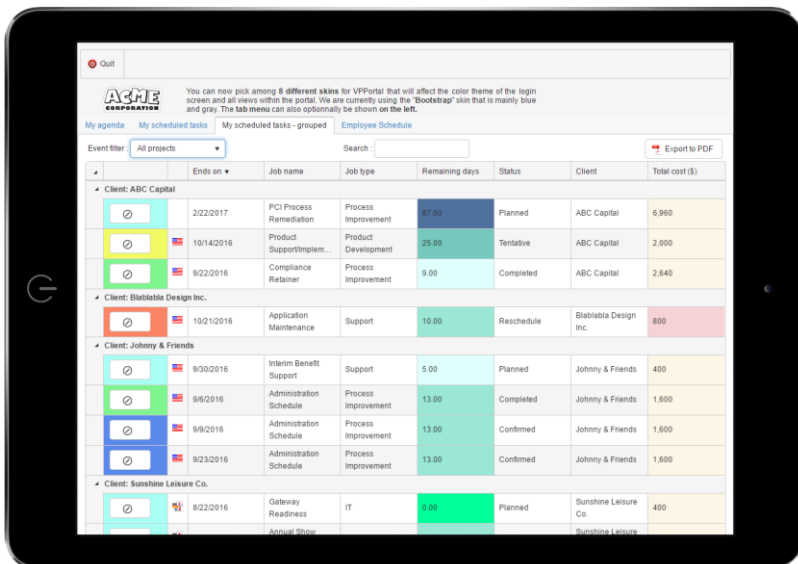 Quit
ACME
CORPORATION
You can now pick among 8 different skins for VPPortal that will affect the color theme of the login
screen and all views within the portal. We are currently using the "Bootstrap" skin that is mainly blue
and gray. The tab menu can also optionnally be shown on the left.
My agenda My scheduled tasks My scheduled tasks - grouped Employee Schedule
Event filter : All projects Search : Export to PDF
Ends on Job name Job type Remaining days Status Client Total cost ($)
Client: ABC Capital
2/22/2017 PCI Process Remediation Process Improvement 87.00 Planned ABC Capital 6,960
10/14/2016 Product Support/Implem... Product Development 25.00 Tentative ABC Capital 2,000
9/22/2016 Compliance Retainer Process Improvement 9.00 Completed ABC Capital 2,640
Client: Blablabla Design Inc.
10/21/2016 Application Maintenance Support 10.00 Reschedule Blablabla Design Inc. 800
Client: Johnny & Friends
9/30/2016 Interim Benefit Support Support 5.00 Planned Johnny & Friends 400
9/6/2016 Administration Schedule Process Improvement 13.00 Completed Johnny & Friends 1,600
9/9/2016 Administration Schedule Process Improvement 13.00 Confirmed Johnny & Friends 1,600
9/23/2016 Administration Schedule Process Improvement 13.00 Confirmed Johnny & Friends 1,600
Client: Sunshine Leisure Co.
8/22/2016 Gateway Readiness IT 0.00 Planned Sunshine Leisure Co. 400
Annual Show Sunshine Leisure